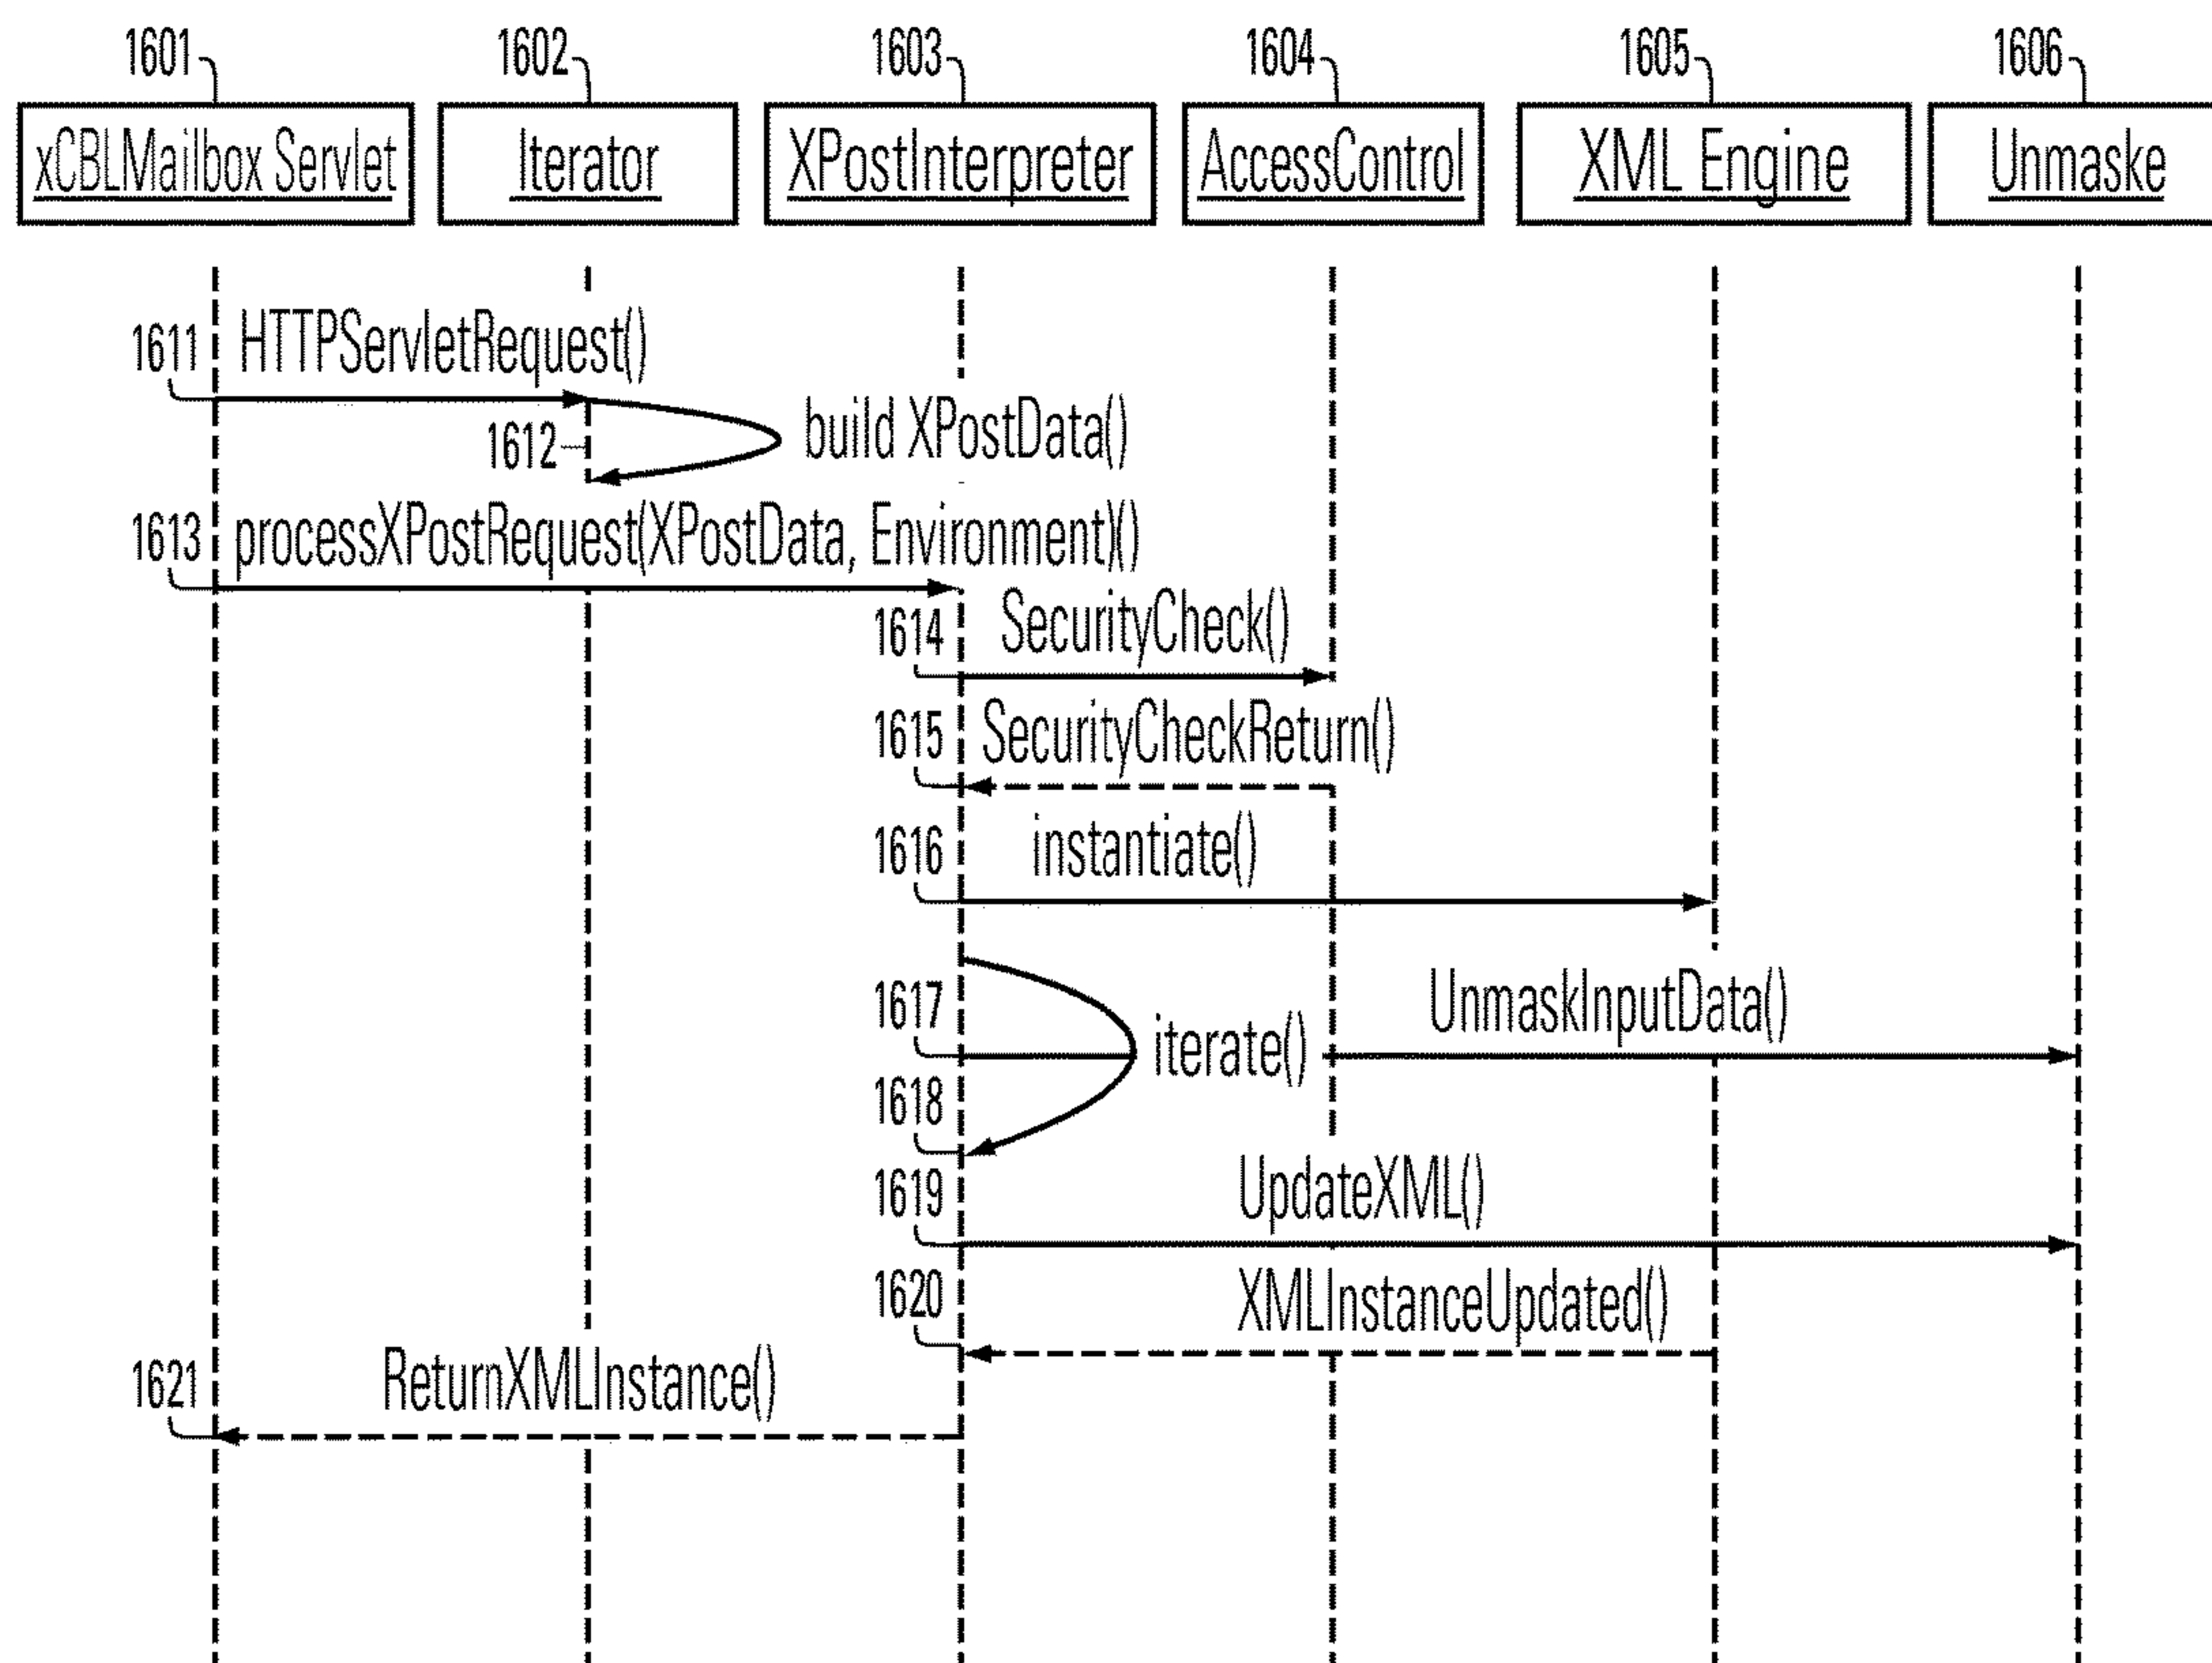 1601 1602 1603 1604 1605 1606
xCBLMailbox Servlet Iterator XPostInterpreter AccessControl XML Engine Unmaske
1611 HTTPServletRequest()
1612 build XPostData()
1613 processXPostRequest(XPostData, Environment)()
1614 SecurityCheck()
1615 SecurityCheckReturn()
1616 instantiate()
1617 iterate() UnmaskInputData()
1618
1619 UpdateXML()
1620 XMLInstanceUpdated()
1621 ReturnXMLInstance()